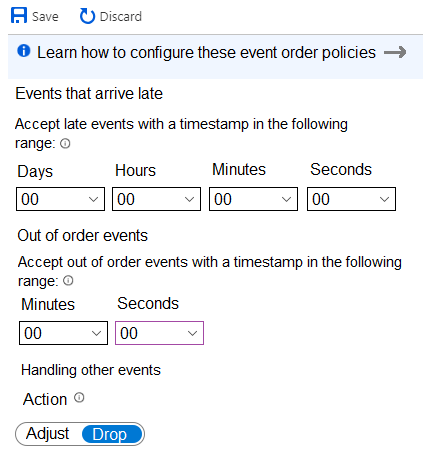 Save Discard
Learn how to configure these event order policies
Events that arrive late
Accept late events with a timestamp in the following
range:
Days Hours Minutes Seconds
00 00 00 00
Out of order events
Accept out of order events with a timestamp in the following
range:
Minutes Seconds
00 00
Handling other events
Action
Adjust Drop